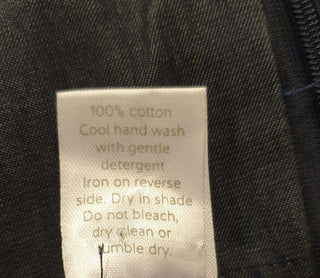 100% cotton
Cool hand wash
with gentle
detergent
Iron on reverse
side. Dry in shade
Do not bleach,
dry clean or
tumble dry.